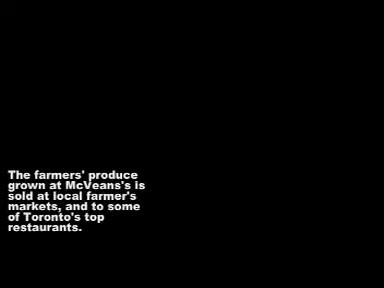 The farmers' produce
grown at McVeans's is
sold at local farmer's
markets, and to some
of Toronto's top
restaurants.